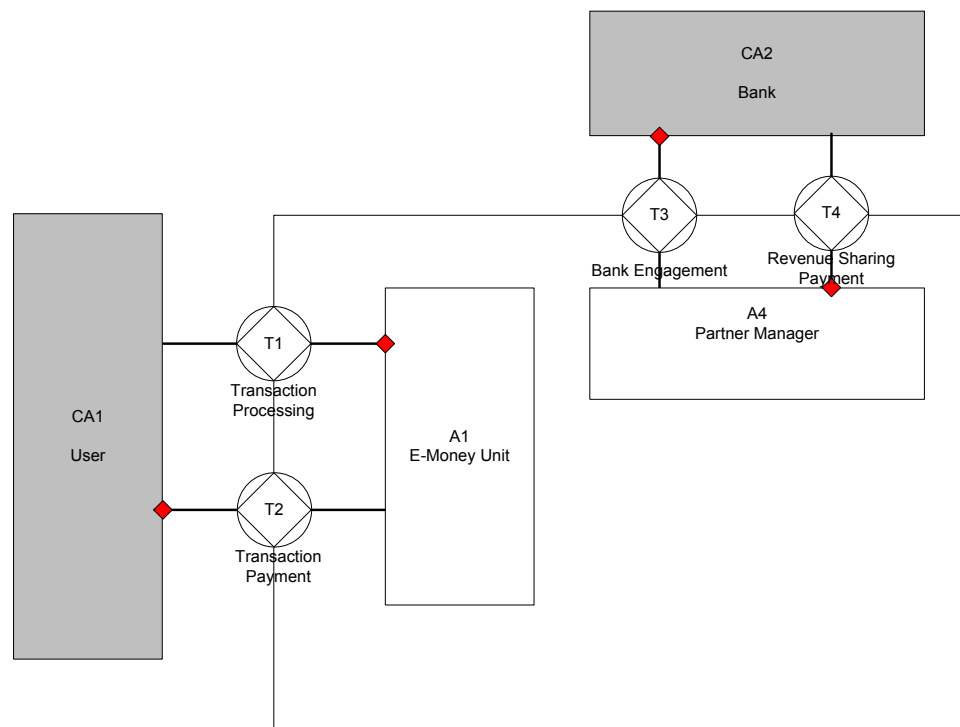 CA2
Bank
T3
T4
Bank Engagement
Revenue Sharing
Payment
A4
Partner Manager
T1
Transaction
Processing
CA1
User
A1
E-Money Unit
T2
Transaction
Payment